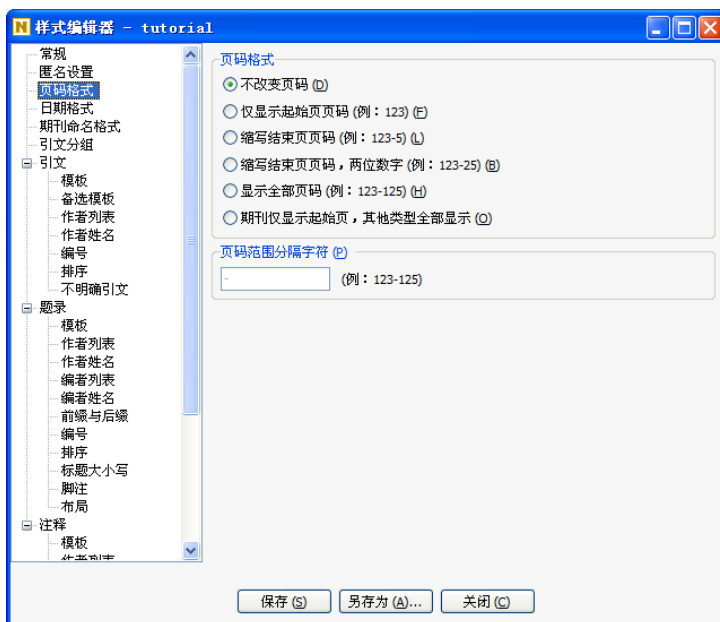 N 样式编辑器 - tutorial
常规
匿名设置
页码格式
日期格式
期刊命名格式
引文分组
引文
模板
备选模板
作者列表
作者姓名
编号
排序
不明确引文
题录
模板
作者列表
作者姓名
编者列表
编者姓名
前缀与后缀
编号
排序
标题大小写
脚注
布局
注释
模板
作者列表
页码格式
不改变页码 (D)
仅显示起始页页码 (例：123) (F)
缩写结束页页码 (例：123-5) (L)
缩写结束页页码，两位数字 (例：123-25) (B)
显示全部页码 (例：123-125) (H)
期刊仅显示起始页，其他类型全部显示 (O)
页码范围分隔字符 (P)
- (例：123-125)
保存 (S) 另存为 (A)... 关闭 (C)